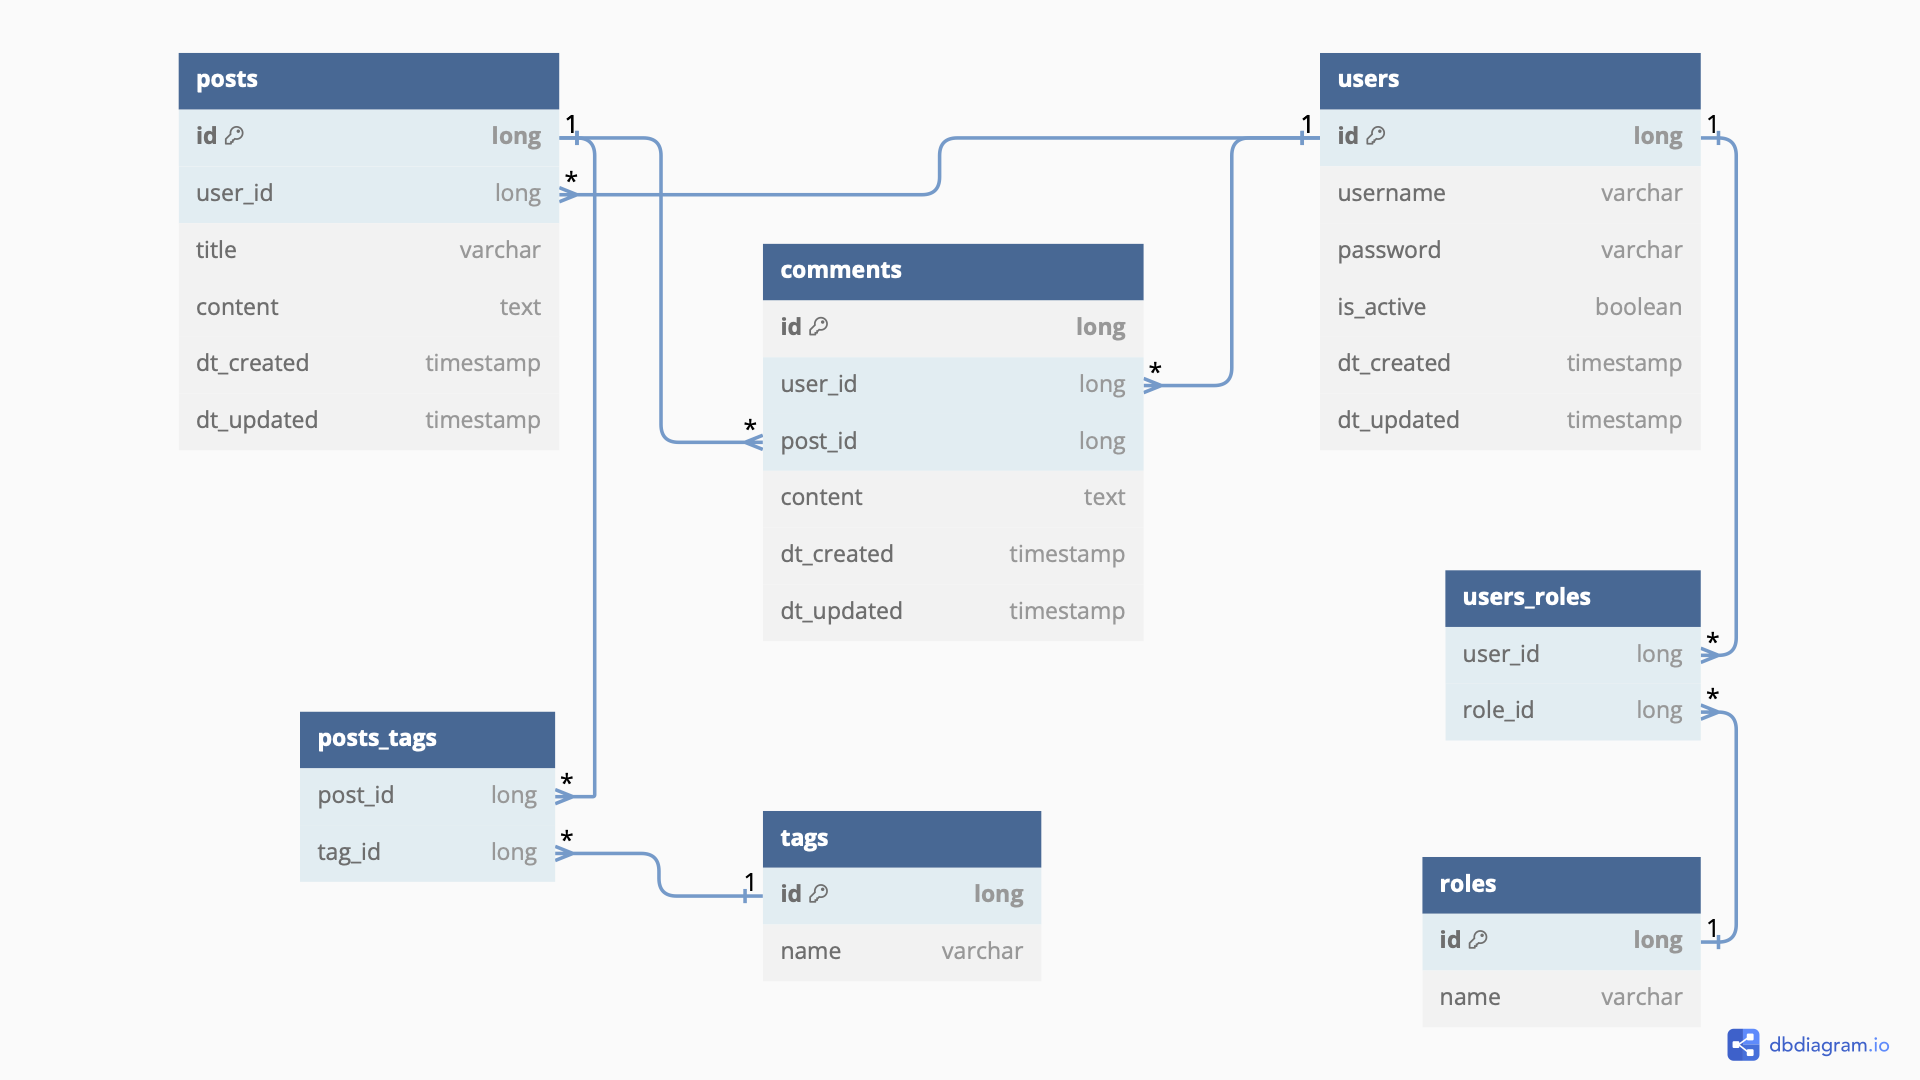 posts
id long
user_id long
title varchar
content text
dt_created timestamp
dt_updated timestamp
1
*
users
id long
username varchar
password varchar
is_active boolean
dt_created timestamp
dt_updated timestamp
1
1
comments
id long
user_id long
post_id long
content text
dt_created timestamp
dt_updated timestamp
*
*
users_roles
user_id long
role_id long
*
*
posts_tags
post_id long
tag_id long
*
*
tags
id long
name varchar
1
roles
id long
name varchar
1
dbdiagram.io